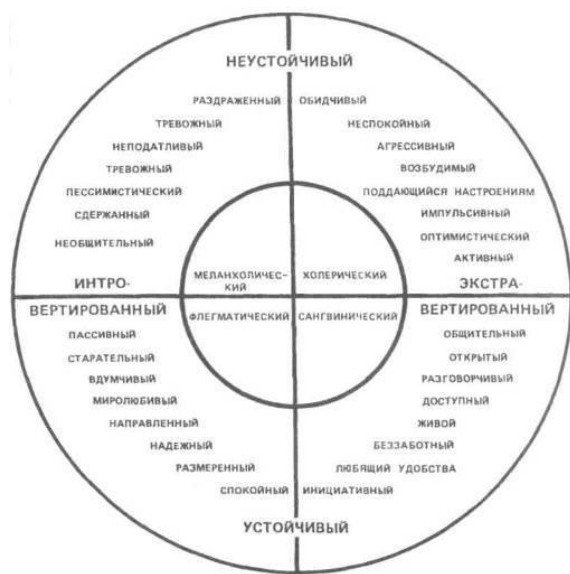 НЕУСТОЙЧИВЫЙ
РАЗДРАЖЕННЫЙ
ТРЕВОЖНЫЙ
НЕПОДАТЛИВЫЙ
ТРЕВОЖНЫЙ
ПЕССИМИСТИЧЕСКИЙ
СДЕРЖАННЫЙ
НЕОБЩИТЕЛЬНЫЙ
ОБИДЧИВЫЙ
НЕСПОКОЙНЫЙ
АГРЕССИВНЫЙ
ВОЗБУДИМЫЙ
ПОДДАЮЩИЙСЯ НАСТРОЕНИЯМ
ИМПУЛЬСИВНЫЙ
ОПТИМИСТИЧЕСКИЙ
АКТИВНЫЙ
ИНТРО-
ВЕРТИРОВАННЫЙ
МЕЛАНХОЛИЧЕС-
КИЙ
ХОЛЕРИЧЕСКИЙ
ФЛЕГМАТИЧЕСКИЙ
САНГВИНИЧЕСКИЙ
ЭКСТРА-
ВЕРТИРОВАННЫЙ
ПАССИВНЫЙ
СТАРАТЕЛЬНЫЙ
ВДУМЧИВЫЙ
МИРОЛЮБИВЫЙ
НАПРАВЛЕННЫЙ
НАДЕЖНЫЙ
РАЗМЕРЕННЫЙ
СПОКОЙНЫЙ
ОБЩИТЕЛЬНЫЙ
ОТКРЫТЫЙ
РАЗГОВОРЧИВЫЙ
ДОСТУПНЫЙ
ЖИВОЙ
БЕЗЗАБОТНЫЙ
ЛЮБЯЩИЙ УДОБСТВА
ИНИЦИАТИВНЫЙ
УСТОЙЧИВЫЙ